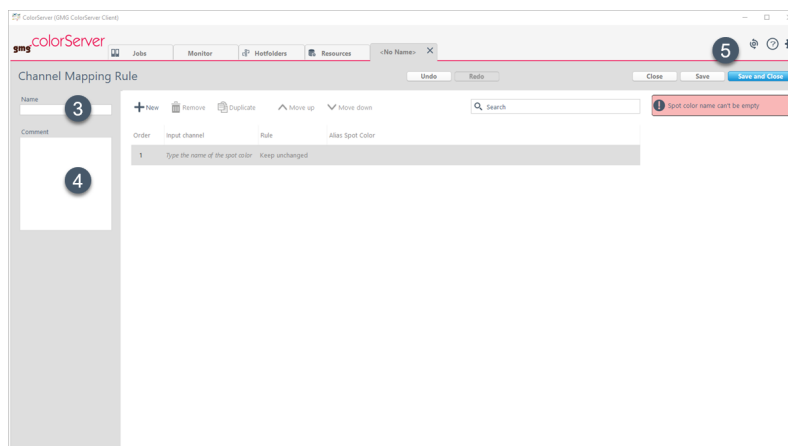 ColorServer (GMG ColorServer Client)
gmg colorServer
Jobs Monitor Hotfolders Resources <No Name>
5
Channel Mapping Rule
Undo Redo Close Save Save and Close
Name
3
New Remove Duplicate Move up Move down Search
Spot color name can't be empty
Comment
4
Order Input channel Rule Alias Spot Color
1 Type the name of the spot color Keep unchanged